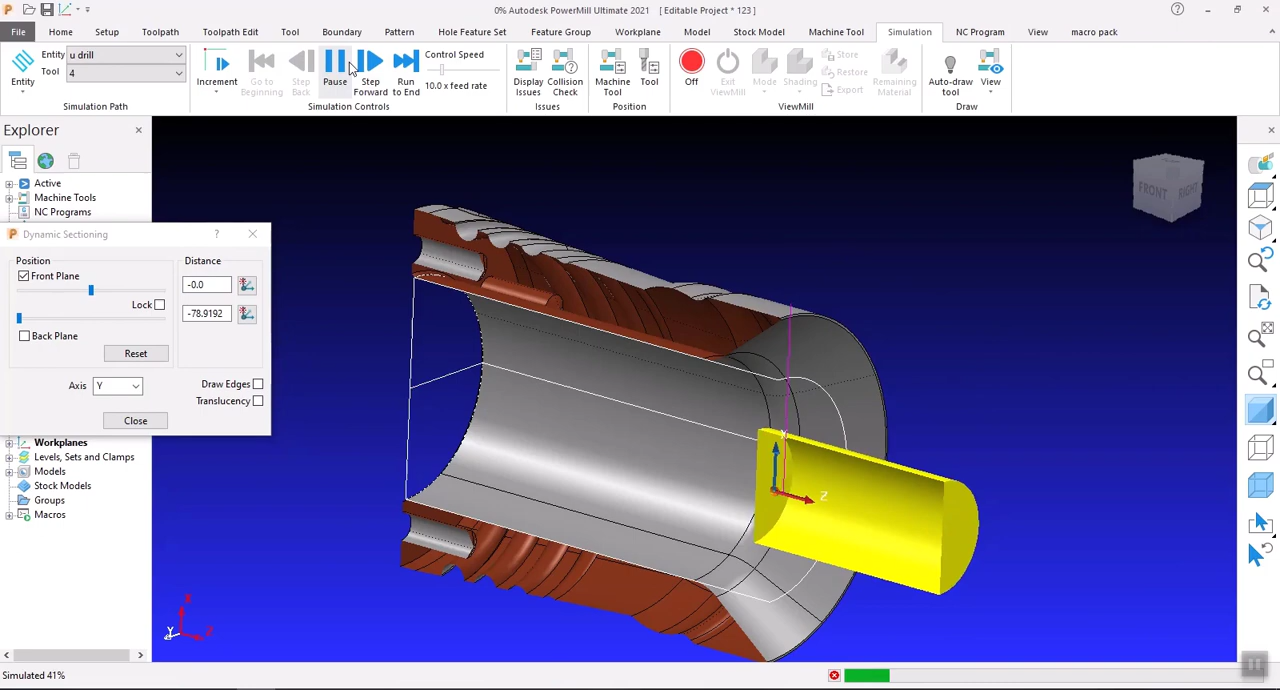 0% Autodesk PowerMill Ultimate 2021 [ Editable Project * 123 ]
File Home Setup Toolpath Toolpath Edit Tool Boundary Pattern Hole Feature Set Feature Group Workplane Model Stock Model Machine Tool Simulation NC Program View macro pack
Entity
Entity u drill
Tool 4
Simulation Path
Increment
Go to Beginning
Step Back
Pause
Step Forward
Run to End
Control Speed
10.0 x feed rate
Simulation Controls
Display Issues
Collision Check
Issues
Machine Tool
Tool
Position
Off
Exit ViewMill
Mode
Shading
Store
Restore
Export
Remaining Material
ViewMill
Auto-draw tool
View
Draw
Explorer
Active
Machine Tools
NC Programs
Dynamic Sectioning
Position
Distance
Front Plane
-0.0
Lock
-78.9192
Back Plane
Reset
Axis Y
Draw Edges
Translucency
Close
Workplanes
Levels, Sets and Clamps
Models
Stock Models
Groups
Macros
FRONT RIGHT
Z
Y
Z
Simulated 41%